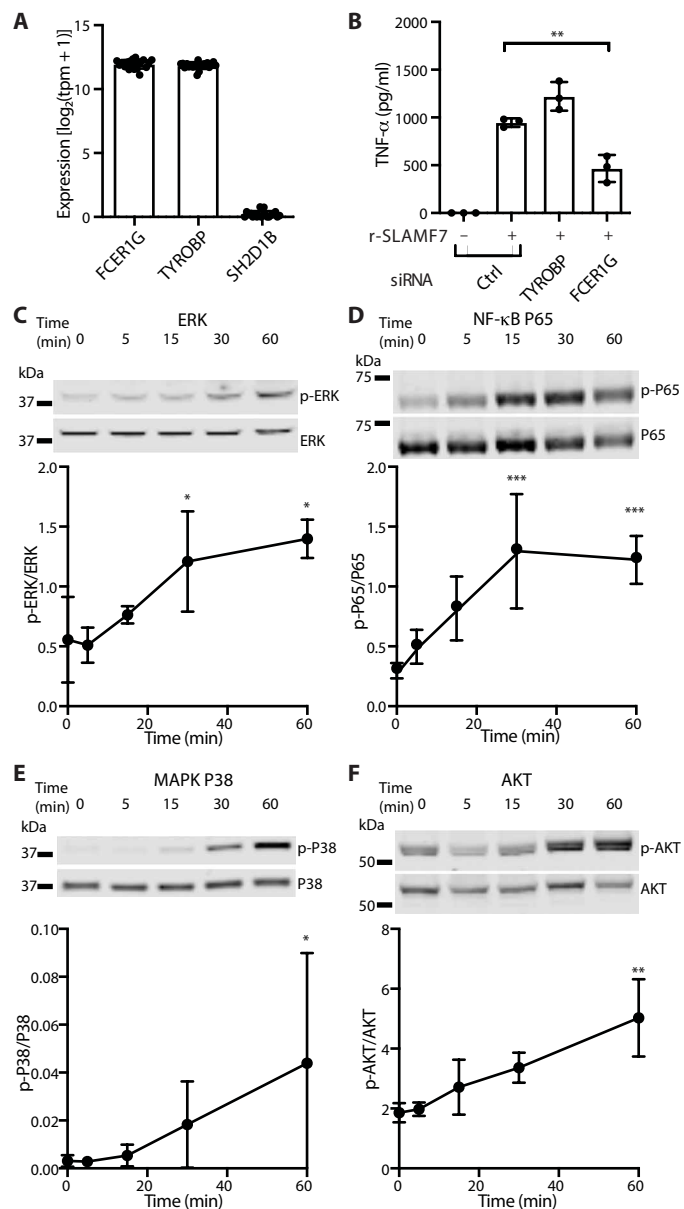 A
Expression [log2(tpm + 1)]
15
10
5
0
FCER1G
TYROBP
SH2D1B
B
**
TNF-α (pg/ml)
2000
1500
1000
500
0
r-SLAMF7 – + + +
siRNA
Ctrl
TYROBP
FCER1G
C
ERK
Time
(min) 0 5 15 30 60
kDa
37
p-ERK
37
ERK
p-ERK/ERK
2.0
1.5
1.0
0.5
0.0
*
*
0 20 40 60
Time (min)
D
NF-κB P65
Time
(min) 0 5 15 30 60
kDa
75
p-P65
75
P65
p-P65/P65
2.0
1.5
1.0
0.5
0.0
***
***
0 20 40 60
Time (min)
E
MAPK P38
Time
(min) 0 5 15 30 60
kDa
37
p-P38
37
P38
p-P38/P38
0.10
0.08
0.06
0.04
0.02
0.00
*
0 20 40 60
Time (min)
F
AKT
Time
(min) 0 5 15 30 60
kDa
50
p-AKT
50
AKT
p-AKT/AKT
8
6
4
2
0
**
0 20 40 60
Time (min)